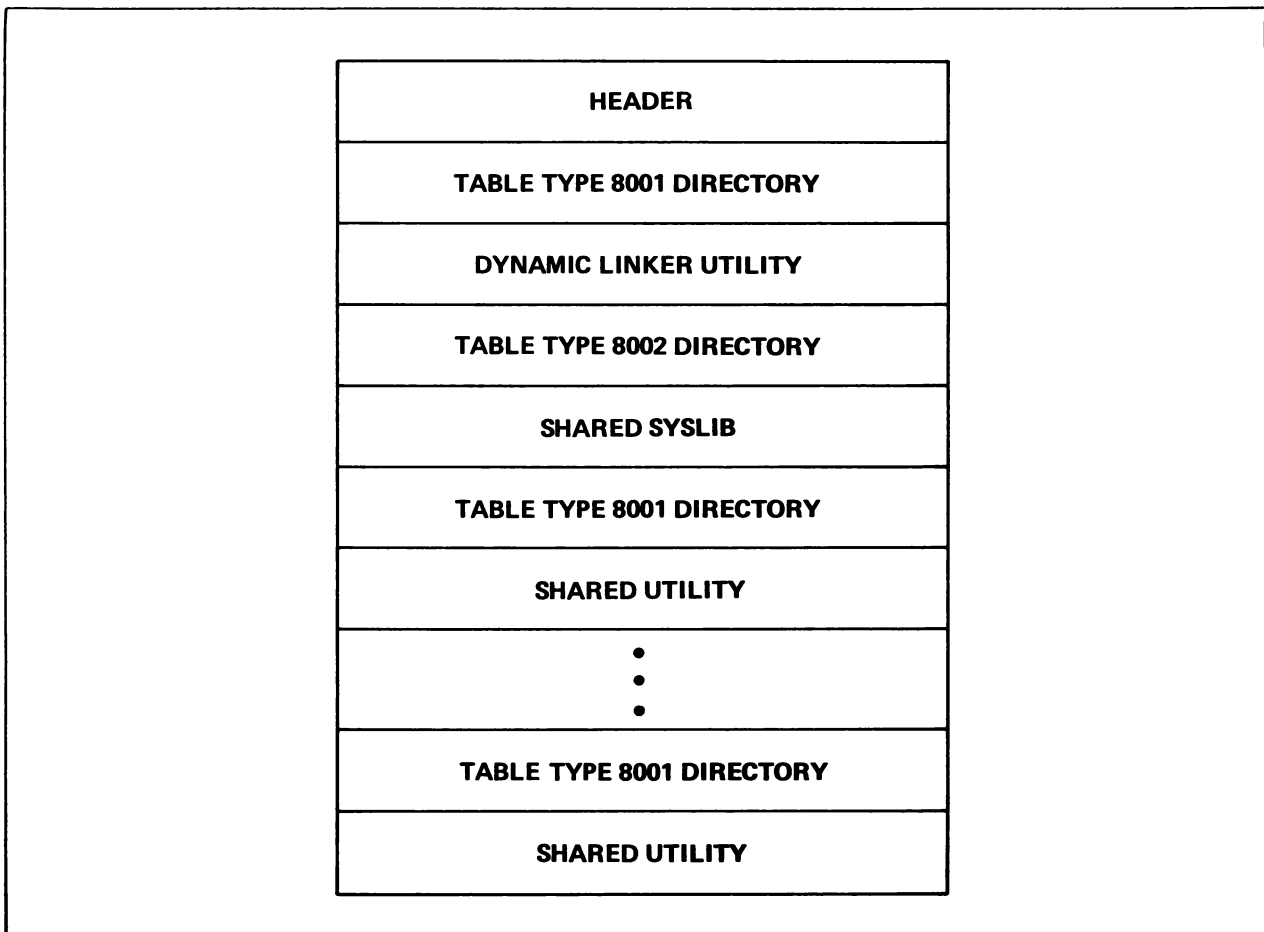 HEADER
TABLE TYPE 8001 DIRECTORY
DYNAMIC LINKER UTILITY
TABLE TYPE 8002 DIRECTORY
SHARED SYSLIB
TABLE TYPE 8001 DIRECTORY
SHARED UTILITY
TABLE TYPE 8001 DIRECTORY
SHARED UTILITY